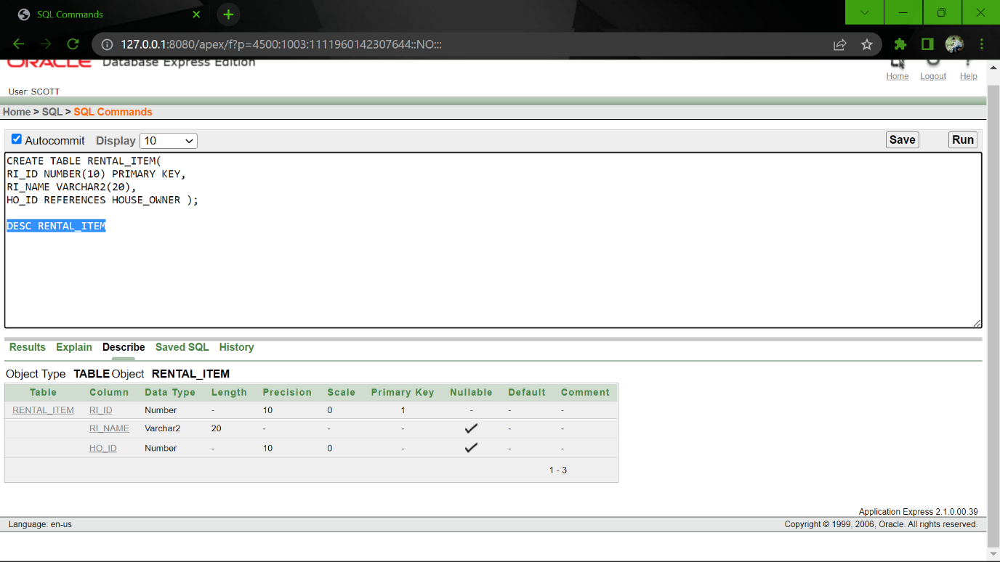 SQL Commands
127.0.0.1:8080/apex/f?p=4500:1003:1111960142307644::NO:::
ORACLE Database Express Edition
Home Logout Help
User: SCOTT
Home > SQL > SQL Commands
Autocommit Display 10 Save Run
CREATE TABLE RENTAL_ITEM(
RI_ID NUMBER(10) PRIMARY KEY,
RI_NAME VARCHAR2(20),
HO_ID REFERENCES HOUSE_OWNER );
DESC RENTAL_ITEM
Results Explain Describe Saved SQL History
Object Type TABLE Object RENTAL_ITEM
Table Column Data Type Length Precision Scale Primary Key Nullable Default Comment
RENTAL_ITEM RI_ID Number - 10 0 1 - - -
RI_NAME Varchar2 20 - - - ✓ - -
HO_ID Number - 10 0 - ✓ - -
1 - 3
Application Express 2.1.0.00.39
Language: en-us Copyright © 1999, 2006, Oracle. All rights reserved.